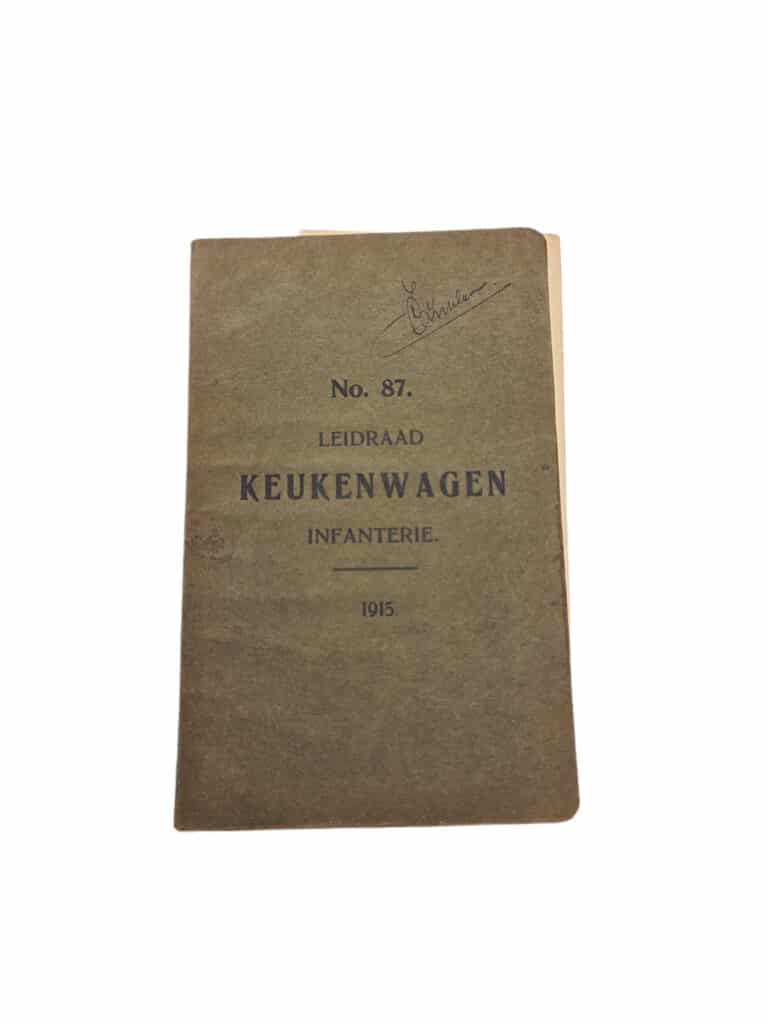 No. 87.
LEIDRAAD
KEUKENWAGEN
INFANTERIE.
1915